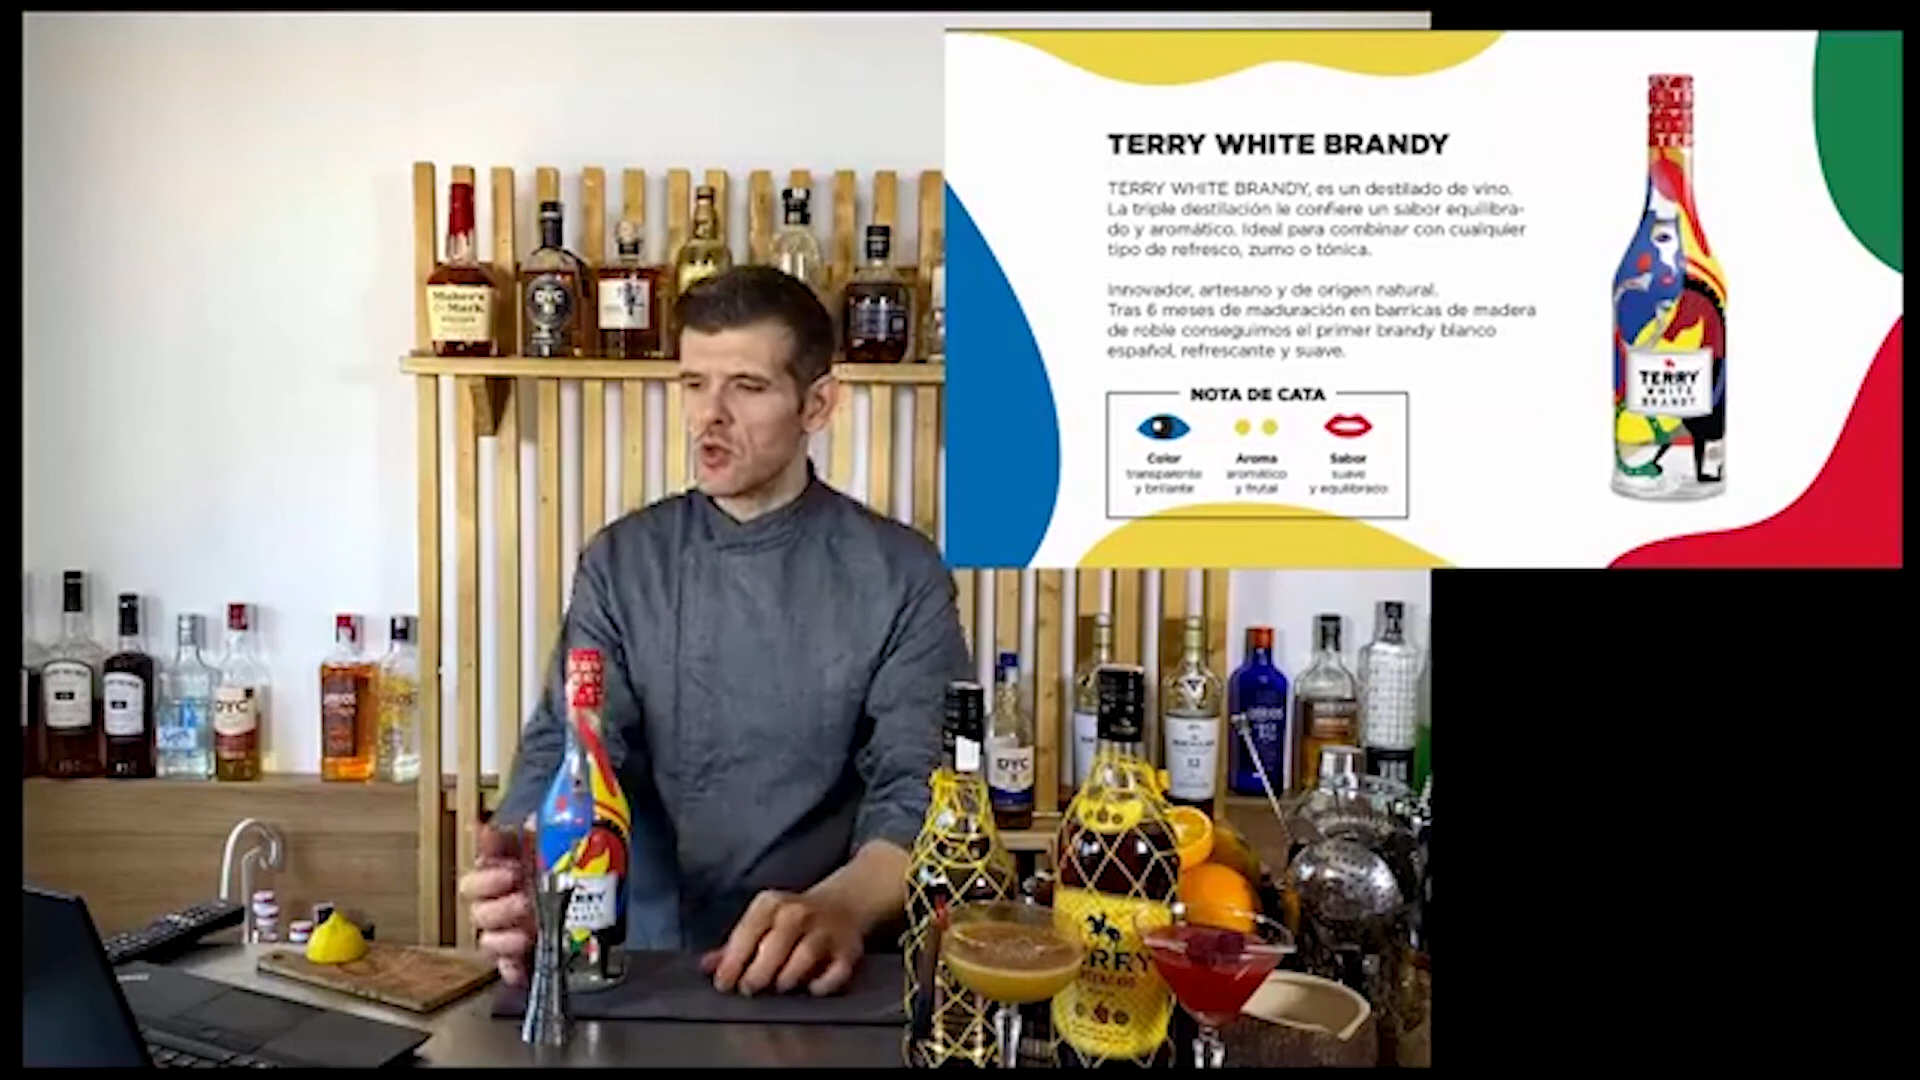 TERRY WHITE BRANDY
TERRY WHITE BRANDY, es un destilado de vino.
La triple destilación le confiere un sabor equilibra-
do y aromático. Ideal para combinar con cualquier
tipo de refresco, zumo o tónica.
Innovador, artesano y de origen natural.
Tras 6 meses de maduración en barricas de madera
de roble conseguimos el primer brandy blanco
español, refrescante y suave.
NOTA DE CATA
Color
transparente
y brillante
Aroma
aromático
y frutal
Sabor
suave
y equilibrado
TERRY
WHITE
BRANDY
Maker's
Mark
DYC
DYC
DYC
RRY
ERRY
12